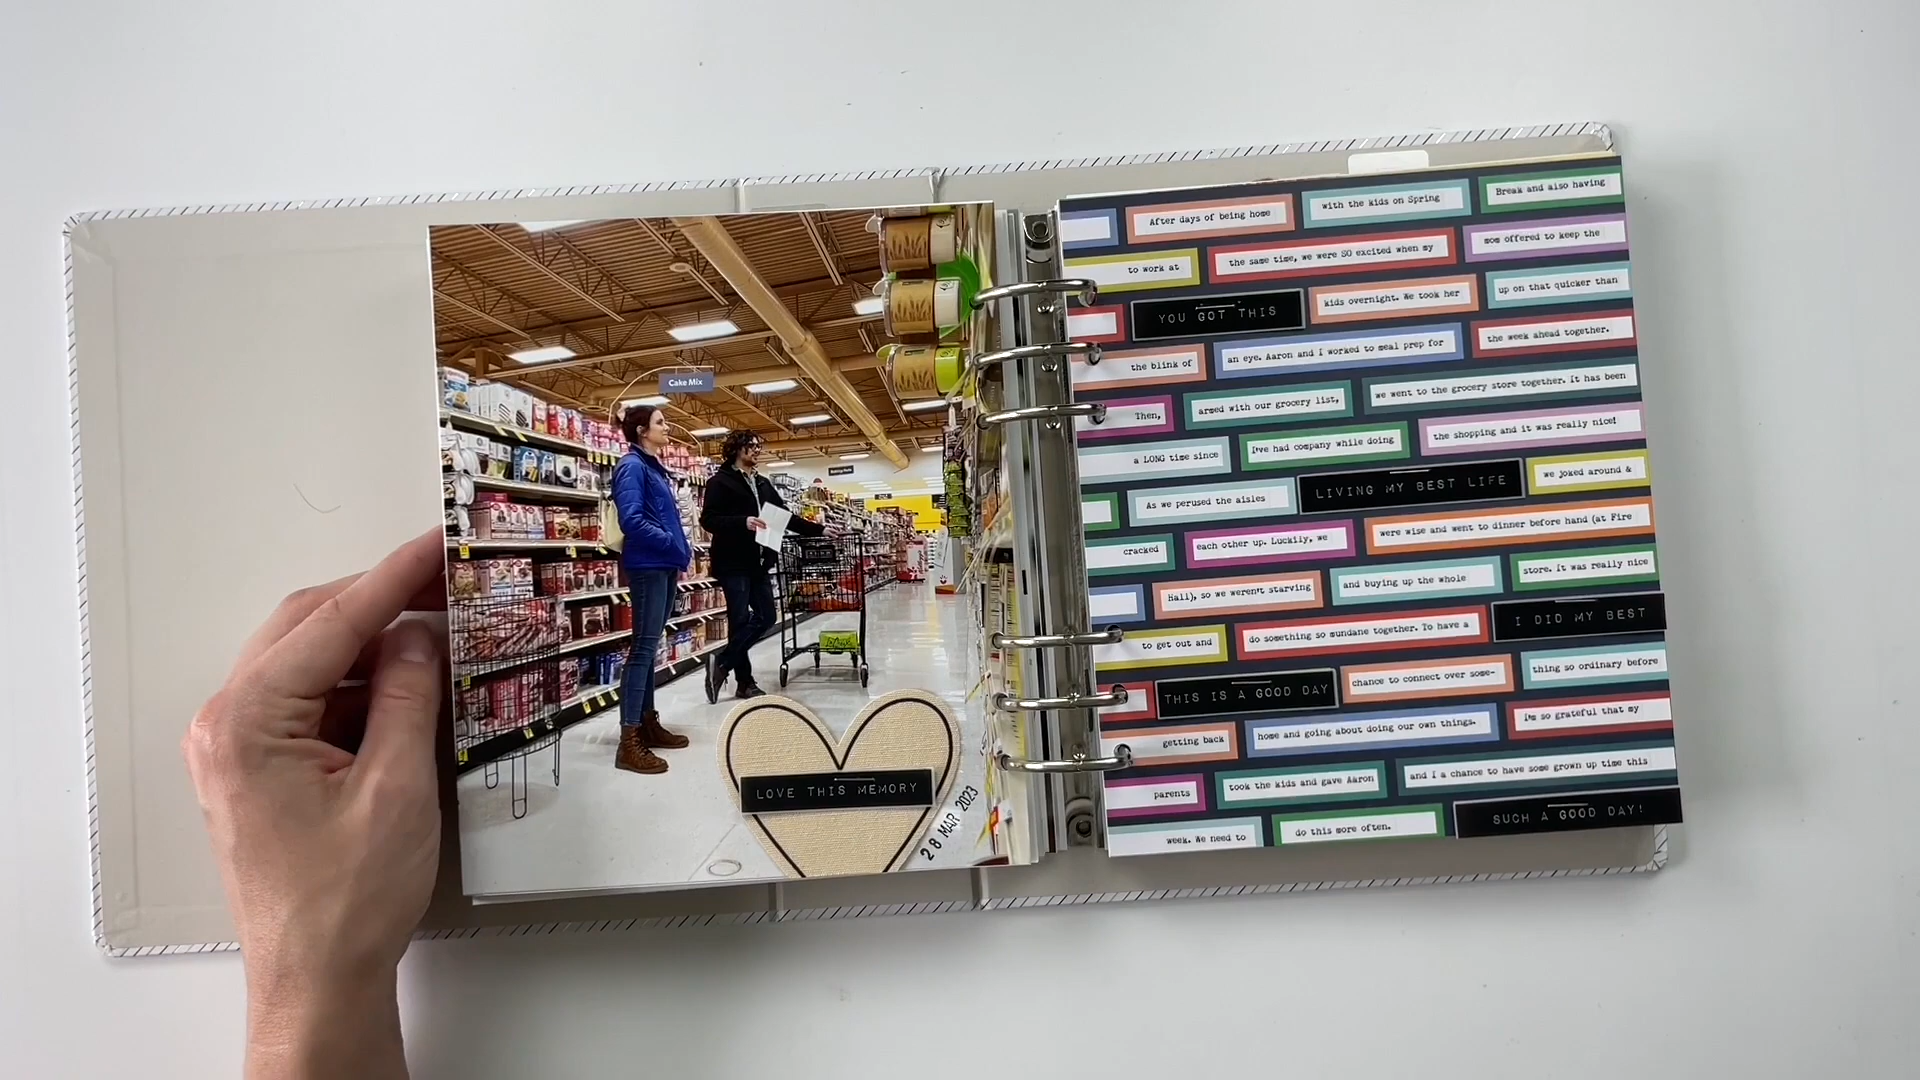 Cake Mix
LOVE THIS MEMORY
28 MAR 2023
After days of being home with the kids on Spring Break and also having
to work at the same time, we were SO excited when my mom offered to keep the
YOU GOT THIS kids overnight. We took her up on that quicker than
the blink of an eye. Aaron and I worked to meal prep for the week ahead together.
Then, armed with our grocery list, we went to the grocery store together. It has been
a LONG time since I've had company while doing the shopping and it was really nice!
As we perused the aisles LIVING MY BEST LIFE we joked around &
cracked each other up. Luckily, we were wise and went to dinner before hand (at Fire
Hall), so we weren't starving and buying up the whole store. It was really nice
to get out and do something so mundane together. To have a I DID MY BEST
THIS IS A GOOD DAY chance to connect over some- thing so ordinary before
getting back home and going about doing our own things. I'm so grateful that my
parents took the kids and gave Aaron and I a chance to have some grown up time this
week. We need to do this more often. SUCH A GOOD DAY!